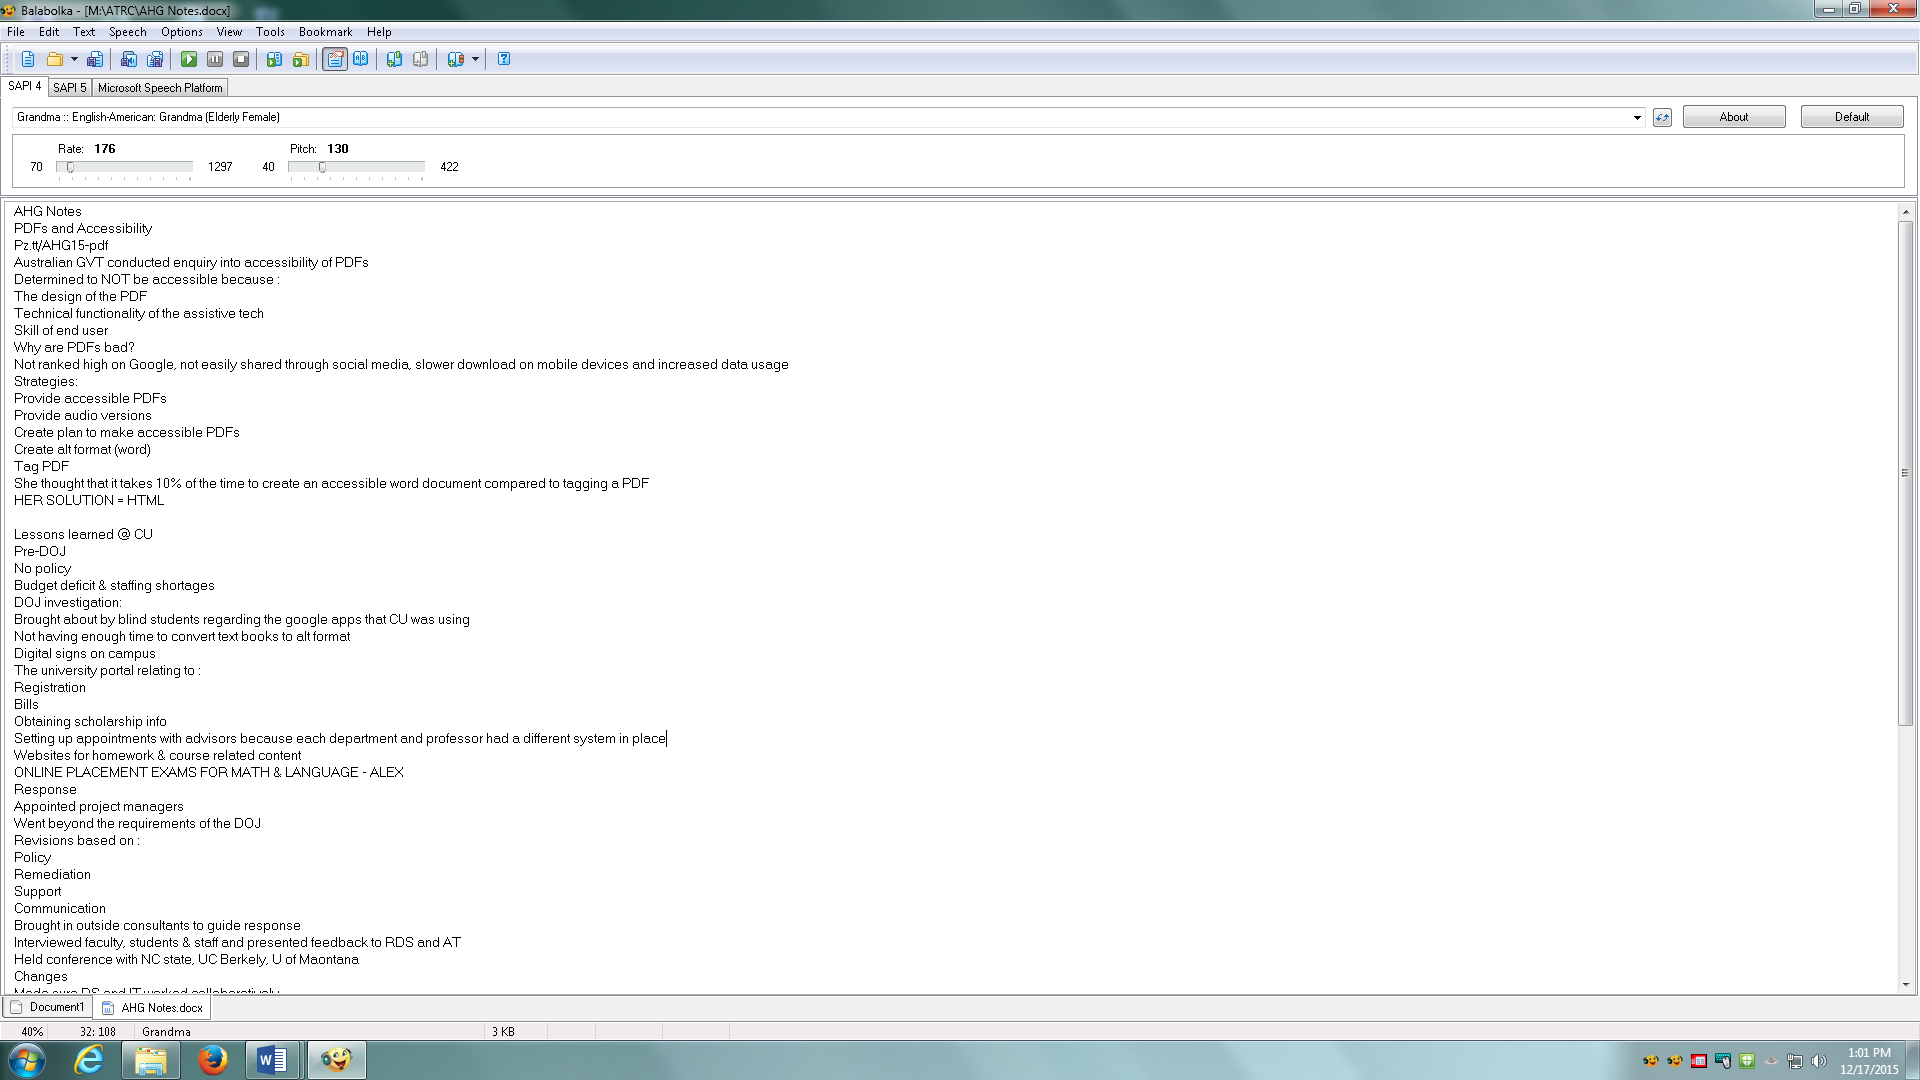 Balabolka - [M:\ATRC\AHG Notes.docx]
File Edit Text Speech Options View Tools Bookmark Help
SAPI 4 SAPI 5 Microsoft Speech Platform
Grandma :: English-American: Grandma (Elderly Female) About Default
Rate: 176 Pitch: 130
70 1297 40 422
AHG Notes
PDFs and Accessibility
Pz.tt/AHG15-pdf
Australian GVT conducted enquiry into accessibility of PDFs
Determined to NOT be accessible because :
The design of the PDF
Technical functionality of the assistive tech
Skill of end user
Why are PDFs bad?
Not ranked high on Google, not easily shared through social media, slower download on mobile devices and increased data usage
Strategies:
Provide accessible PDFs
Provide audio versions
Create plan to make accessible PDFs
Create alt format (word)
Tag PDF
She thought that it takes 10% of the time to create an accessible word document compared to tagging a PDF
HER SOLUTION = HTML
Lessons learned @ CU
Pre-DOJ
No policy
Budget deficit & staffing shortages
DOJ investigation:
Brought about by blind students regarding the google apps that CU was using
Not having enough time to convert text books to alt format
Digital signs on campus
The university portal relating to :
Registration
Bills
Obtaining scholarship info
Setting up appointments with advisors because each department and professor had a different system in place
Websites for homework & course related content
ONLINE PLACEMENT EXAMS FOR MATH & LANGUAGE - ALEX
Response
Appointed project managers
Went beyond the requirements of the DOJ
Revisions based on :
Policy
Remediation
Support
Communication
Brought in outside consultants to guide response
Interviewed faculty, students & staff and presented feedback to RDS and AT
Held conference with NC state, UC Berkely, U of Maontana
Changes
Made sure DS and IT worked collaboratively
Document1 AHG Notes.docx
40% 32: 108 Grandma 3 KB
1:01 PM
12/17/2015